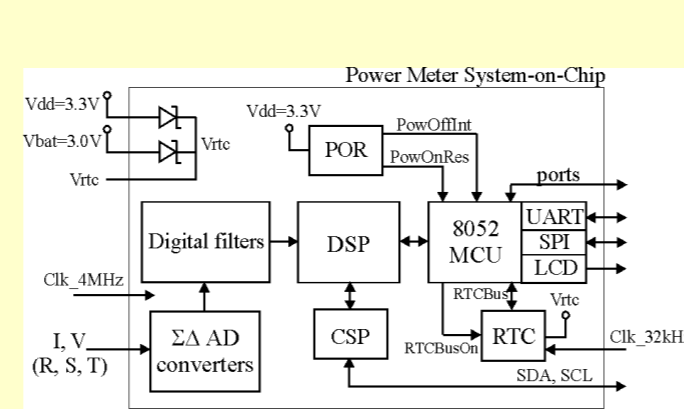 Power Meter System-on-Chip
Vdd=3.3V
Vbat=3.0V
Vrtc
Vrtc
Vdd=3.3V
POR
PowOffInt
PowOnRes
ports
Digital filters
DSP
8052
MCU
UART
SPI
LCD
Clk_4MHz
RTCBus
Vrtc
I, V
(R, S, T)
ΣΔ AD
converters
CSP
RTCBusOn
RTC
Clk_32kH
SDA, SCL